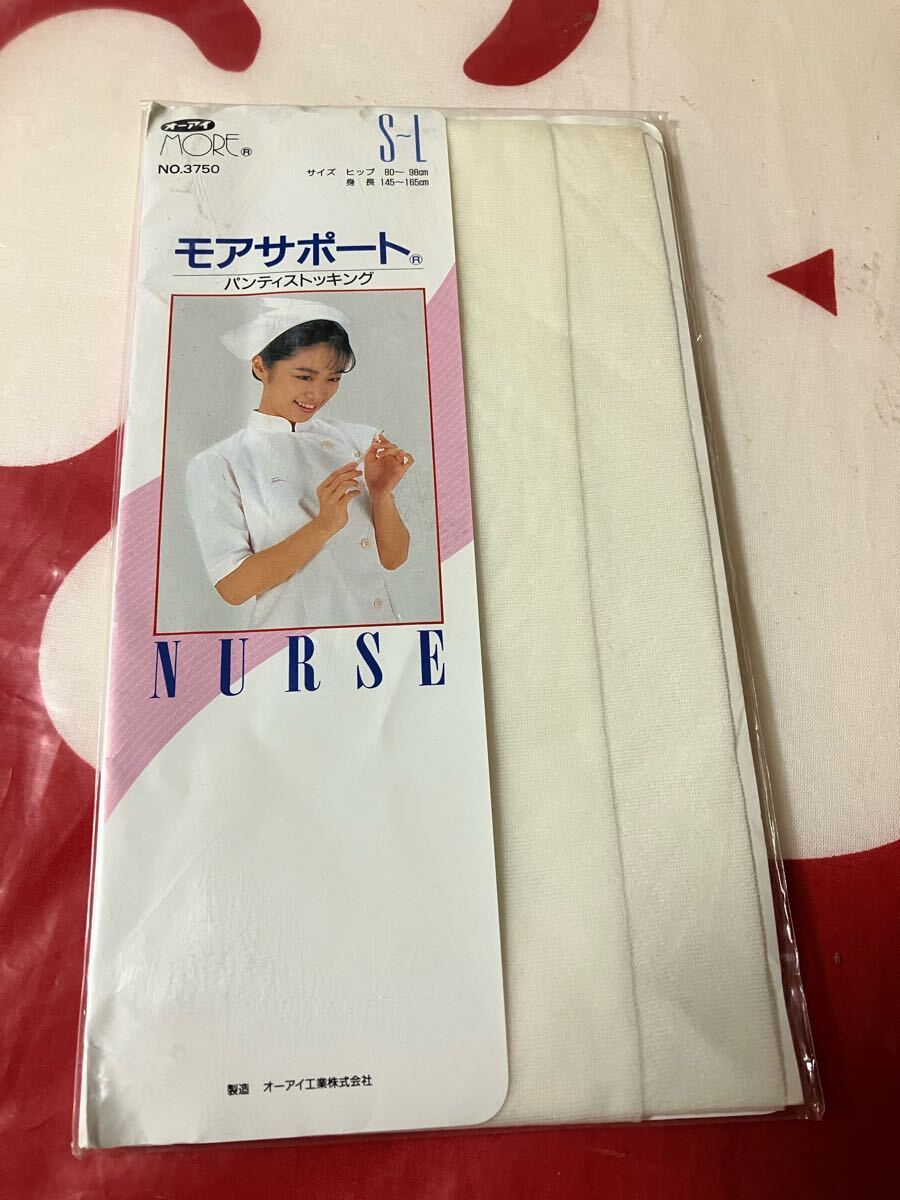 オーアイ
MORE®
NO.3750
S~L
サイズ ヒップ 80～98cm
身長 145～165cm
モアサポート®
パンティストッキング
NURSE
製造 オーアイ工業株式会社